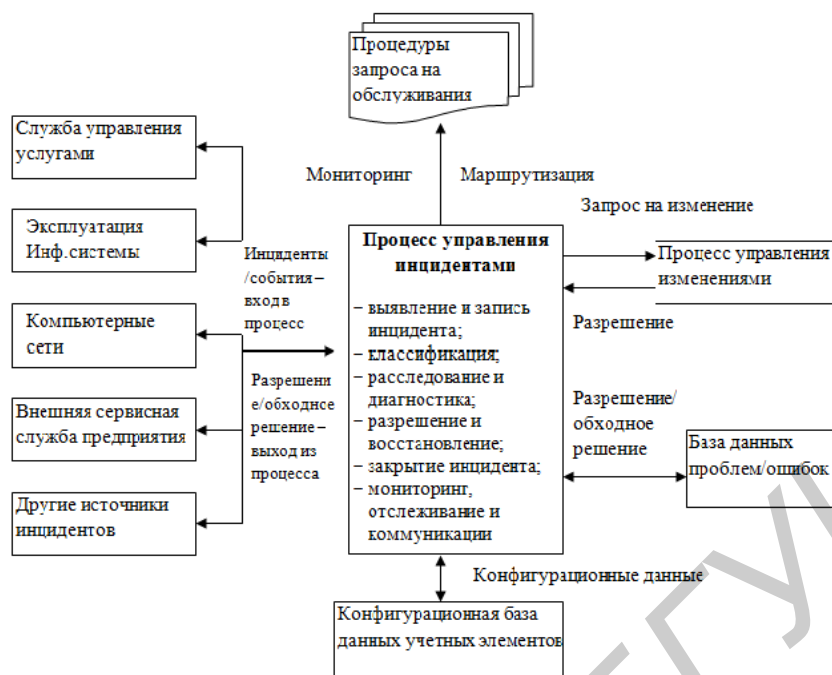 Процедуры
запроса на
обслуживания
Служба управления
услугами
Мониторинг
Маршрутизация
Запрос на изменение
Эксплуатация
Инф.системы
Инциденты
/события –
вход в
процесс
Процесс управления
инцидентами
– выявление и запись
инцидента;
– классификация;
– расследование и
диагностика;
– разрешение и
восстановление;
– закрытие инцидента;
– мониторинг,
отслеживание и
коммуникации
Процесс управления
изменениями
Разрешение
Компьютерные
сети
Разрешени
е/обходнсе
решение –
выход из
процесса
Разрешение/
обходное
решение
Внешняя сервисная
служба предприятия
База данных
проблем/ошибок
Другие источники
инцидентов
Конфигурационные данные
Конфигурационная база
данных учетных элементов